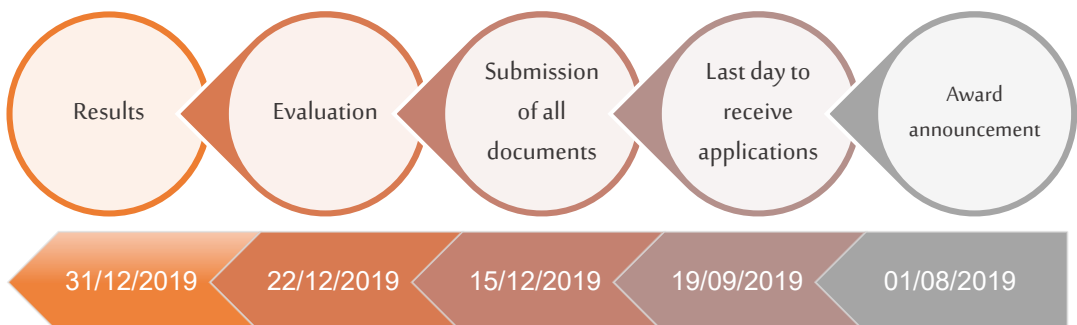 Results
Evaluation
Submission
of all
documents
Last day to
receive
applications
Award
announcement
31/12/2019
22/12/2019
15/12/2019
19/09/2019
01/08/2019